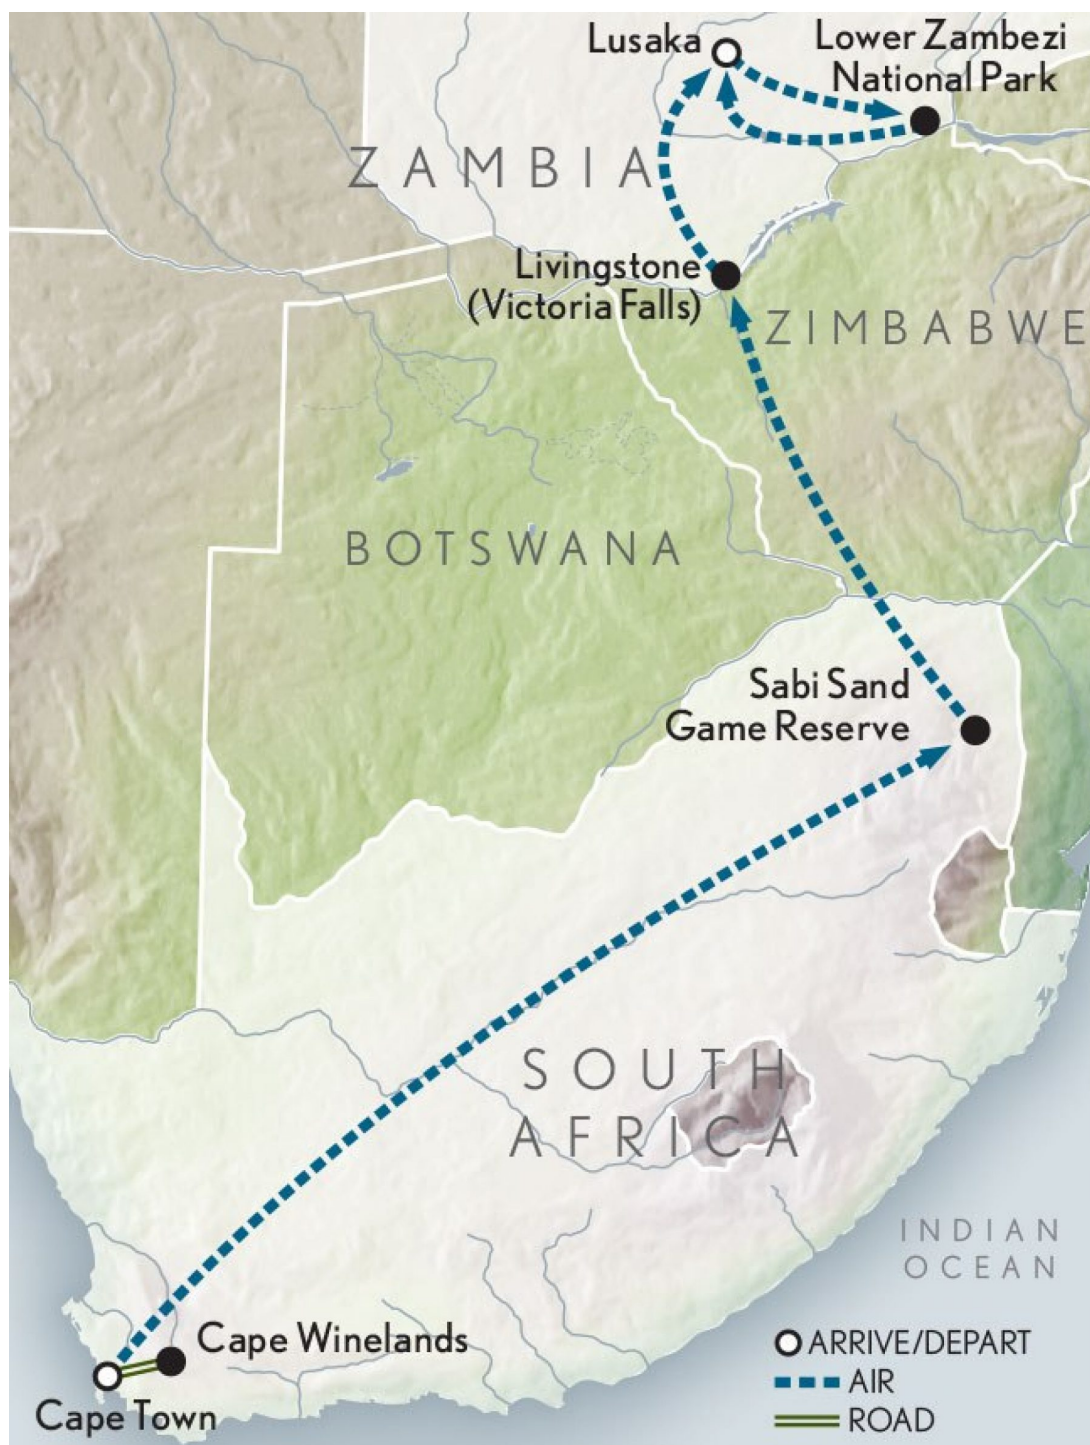 Lusaka
Lower Zambezi
National Park
ZAMBIA
Livingstone
(Victoria Falls)
ZIMBABWE
BOTSWANA
Sabi Sand
Game Reserve
SOUTH
AFRICA
INDIAN
OCEAN
Cape Winelands
Cape Town
ARRIVE/DEPART
AIR
ROAD